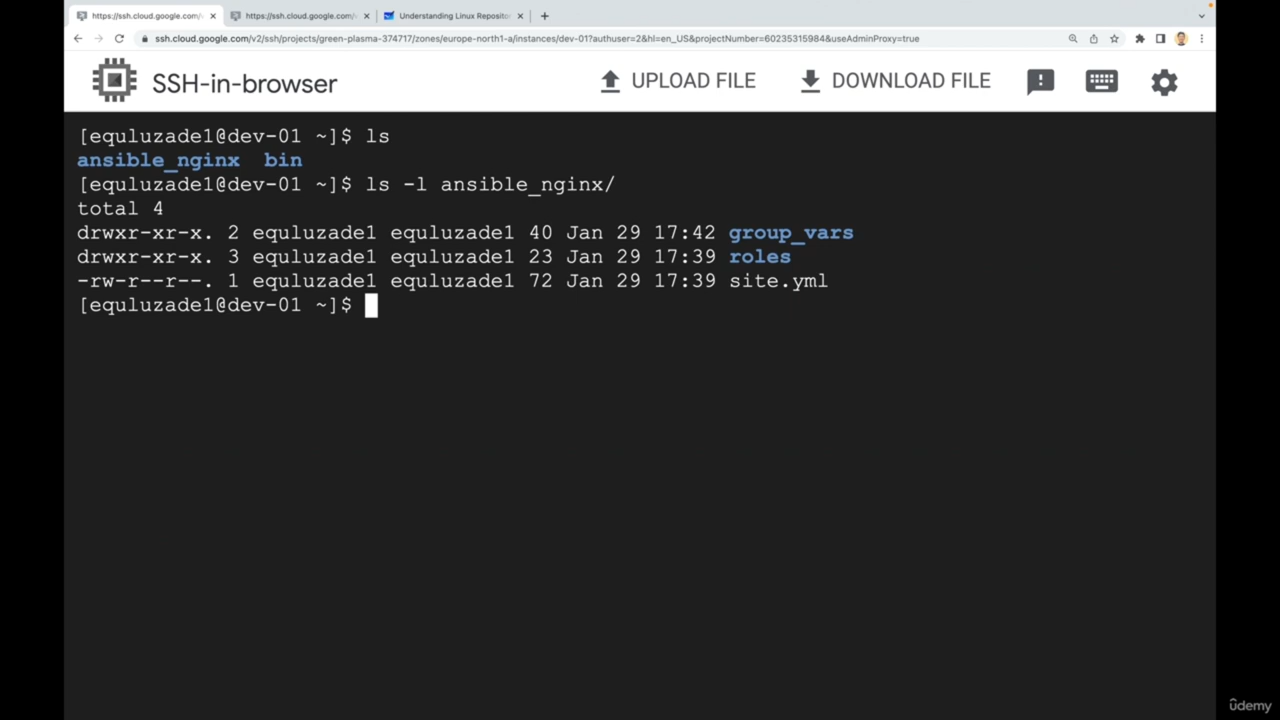 https://ssh.cloud.google.com/
https://ssh.cloud.google.com/v
Understanding Linux Reposito
ssh.cloud.google.com/v2/ssh/projects/green-plasma-374717/zones/europe-north1-a/instances/dev-01?authuser=2&hl=en_US&projectNumber=60235315984&useAdminProxy=true
SSH-in-browser UPLOAD FILE DOWNLOAD FILE
[equluzade1@dev-01 ~]$ ls
ansible_nginx bin
[equluzade1@dev-01 ~]$ ls -l ansible_nginx/
total 4
drwxr-xr-x. 2 equluzade1 equluzade1 40 Jan 29 17:42 group_vars
drwxr-xr-x. 3 equluzade1 equluzade1 23 Jan 29 17:39 roles
-rw-r--r--. 1 equluzade1 equluzade1 72 Jan 29 17:39 site.yml
[equluzade1@dev-01 ~]$
ûdemy